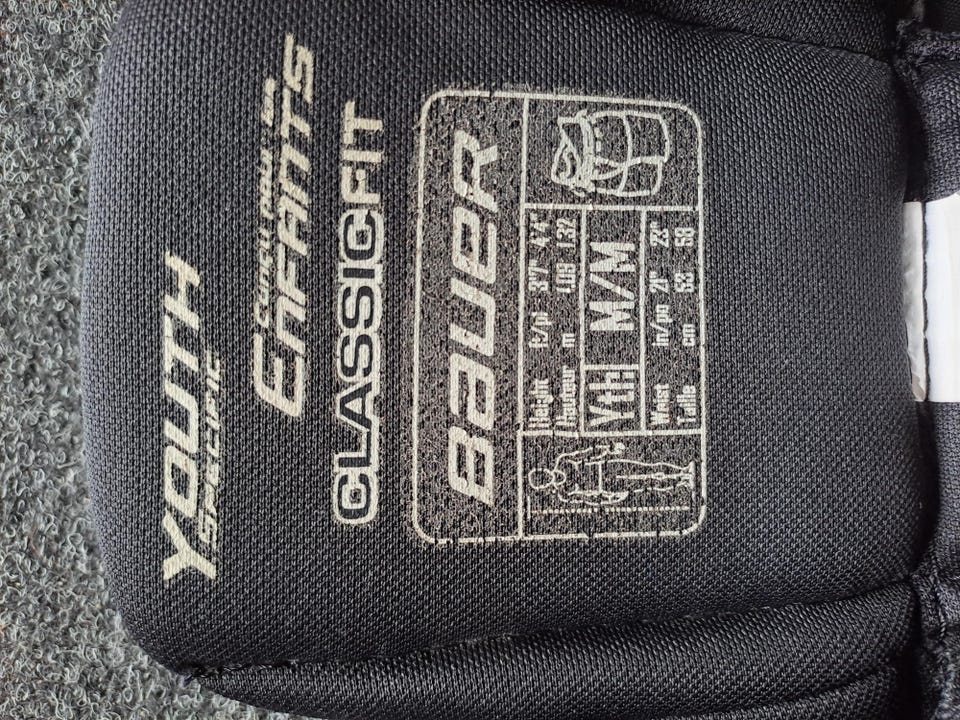 YOUTH
SPECIFIC
CONÇU POUR LES
ENFANTS
CLASSICFIT
BAUER
Height ft/pi 3'7" 4'4"
Hauteur m 1.09 1.32
YTH M/M
Waist in/po 21" 23"
Taille cm 53 58